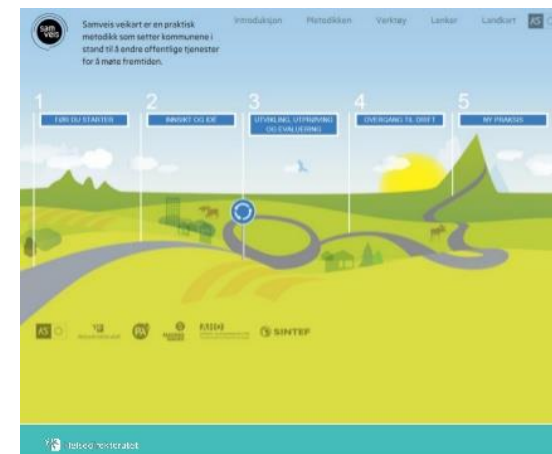 sam
veis
Samveis veikart er en praktisk
metodikk som setter kommunene i
stand til å endre offentlige tjenester
for å møte fremtiden.
Introduksjon Metodikken Verktøy Lenker Landkart KS
1
2
3
4
5
FØR DU STARTER
INNSIKT OG IDÉ
UTVIKLING, UTPRØVING
OG EVALUERING
OVERGANG TIL DRIFT
NY PRAKSIS
KS
SINTEF
Helsedirektoratet